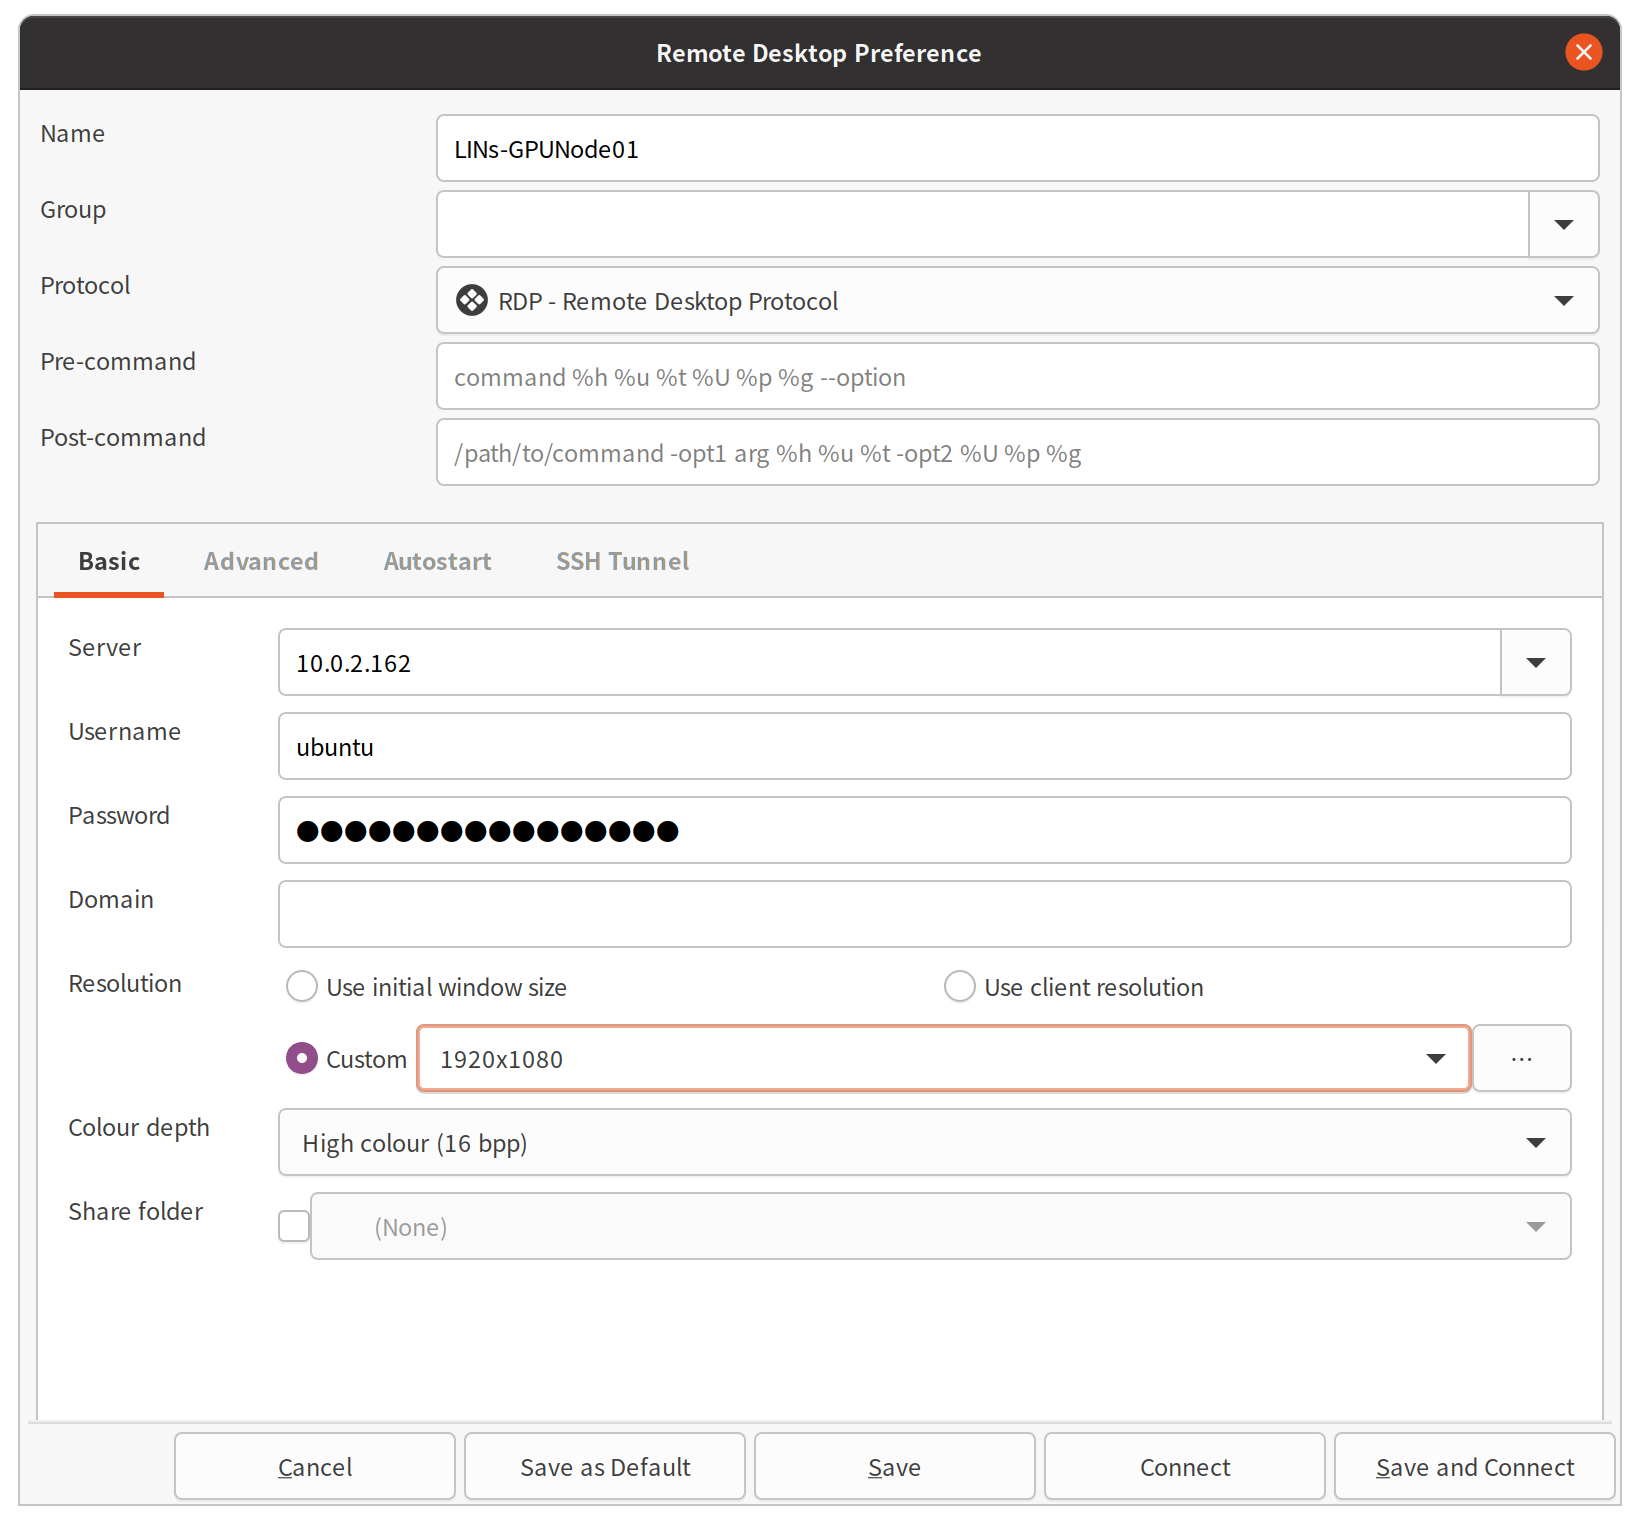 Remote Desktop Preference
Name
LINs-GPUNode01
Group
Protocol
RDP - Remote Desktop Protocol
Pre-command
command %h %u %t %U %p %g --option
Post-command
/path/to/command -opt1 arg %h %u %t -opt2 %U %p %g
Basic Advanced Autostart SSH Tunnel
Server
10.0.2.162
Username
ubuntu
Password
●●●●●●●●●●●●●●●●
Domain
Resolution
Use initial window size Use client resolution
Custom 1920x1080 ...
Colour depth
High colour (16 bpp)
Share folder
(None)
Cancel Save as Default Save Connect Save and Connect